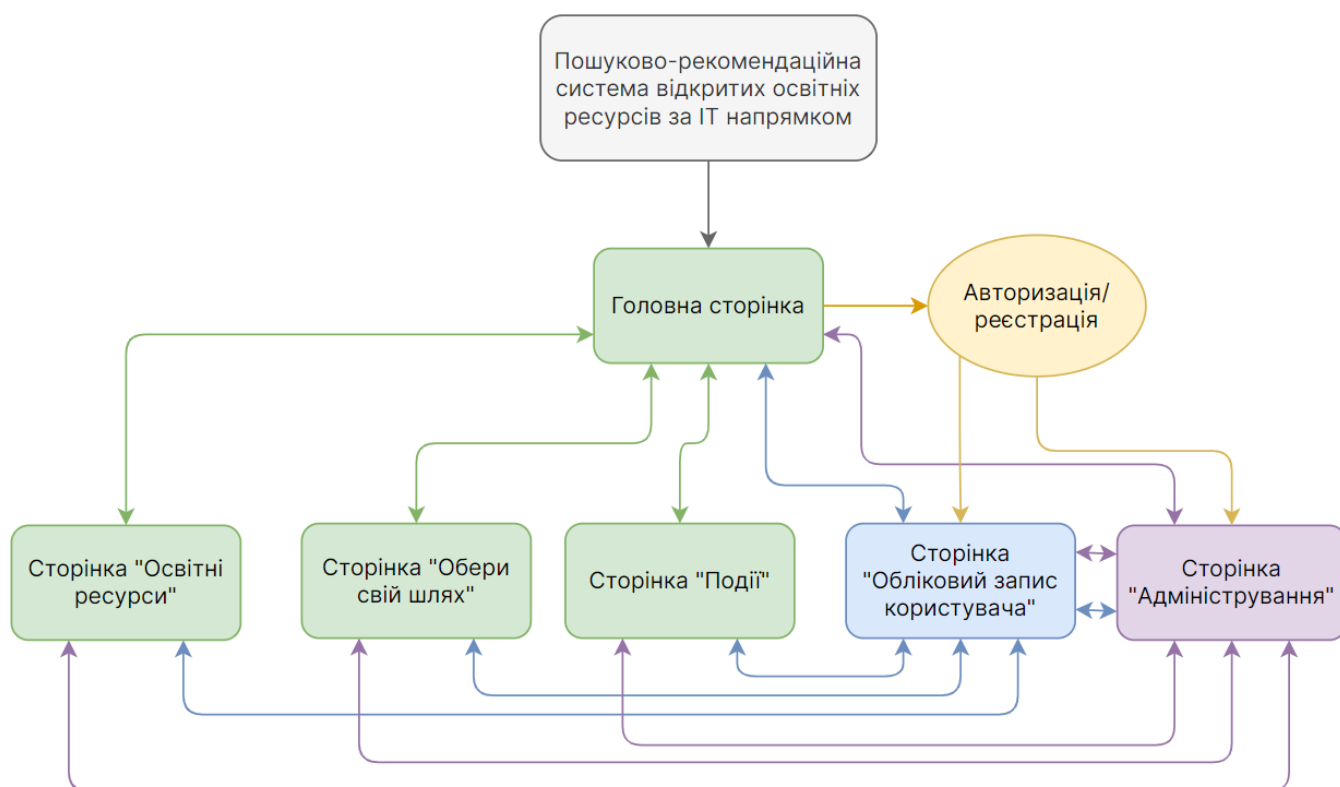 Пошуково-рекомендаційна
система відкритих освітніх
ресурсів за ІТ напрямком
Головна сторінка
Авторизація/
реєстрація
Сторінка "Освітні
ресурси"
Сторінка "Обери
свій шлях"
Сторінка "Події"
Сторінка
"Обліковий запис
користувача"
Сторінка
"Адміністрування"